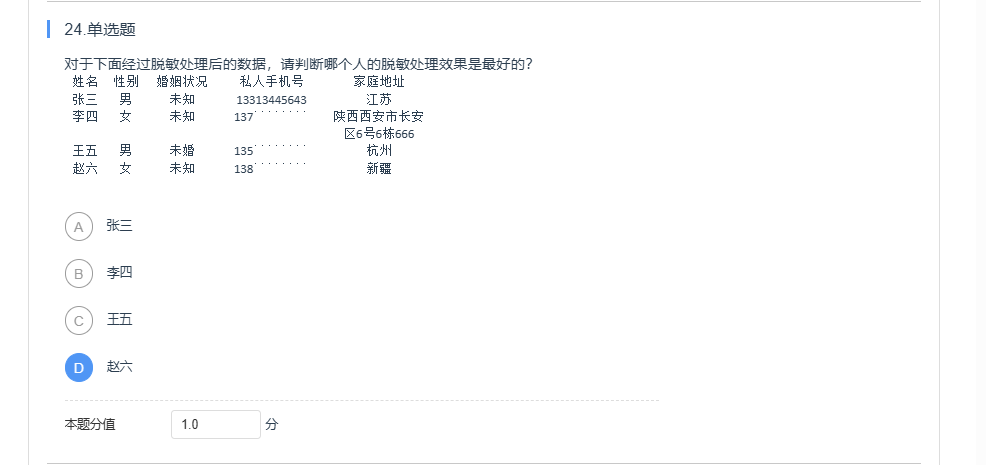 24.单选题
对于下面经过脱敏处理后的数据，请判断哪个人的脱敏处理效果是最好的?
姓名 性别 婚姻状况 私人手机号 家庭地址
张三 男 未知 13313445643 江苏
李四 女 未知 137˙˙˙˙˙˙˙˙ 陕西西安市长安
区6号6栋666
王五 男 未婚 135˙˙˙˙˙˙˙˙ 杭州
赵六 女 未知 138˙˙˙˙˙˙˙˙ 新疆
A 张三
B 李四
C 王五
D 赵六
本题分值 1.0 分